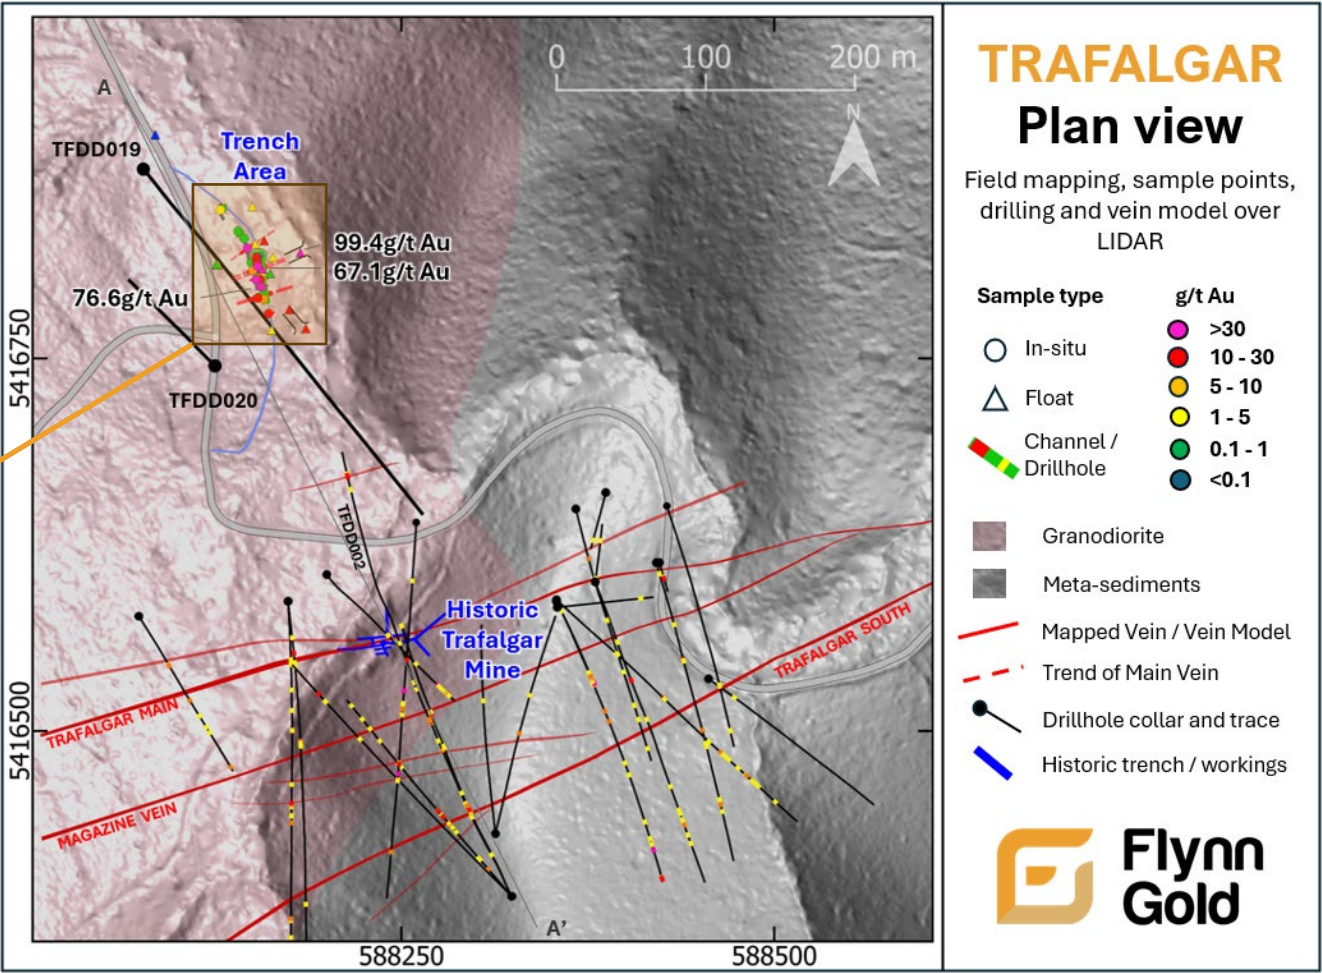 0 100 200 m
N
A
TFDD019
Trench
Area
99.4g/t Au
67.1g/t Au
76.6g/t Au
5416750
TFDD020
TFDD002
Historic
Trafalgar
Mine
TRAFALGAR SOUTH
TRAFALGAR MAIN
5416500
MAGAZINE VEIN
A'
588250
588500
TRAFALGAR
Plan view
Field mapping, sample points,
drilling and vein model over
LIDAR
Sample type
g/t Au
In-situ
Float
Channel /
Drillhole
>30
10 - 30
5 - 10
1 - 5
0.1 - 1
<0.1
Granodiorite
Meta-sediments
Mapped Vein / Vein Model
Trend of Main Vein
Drillhole collar and trace
Historic trench / workings
Flynn
Gold